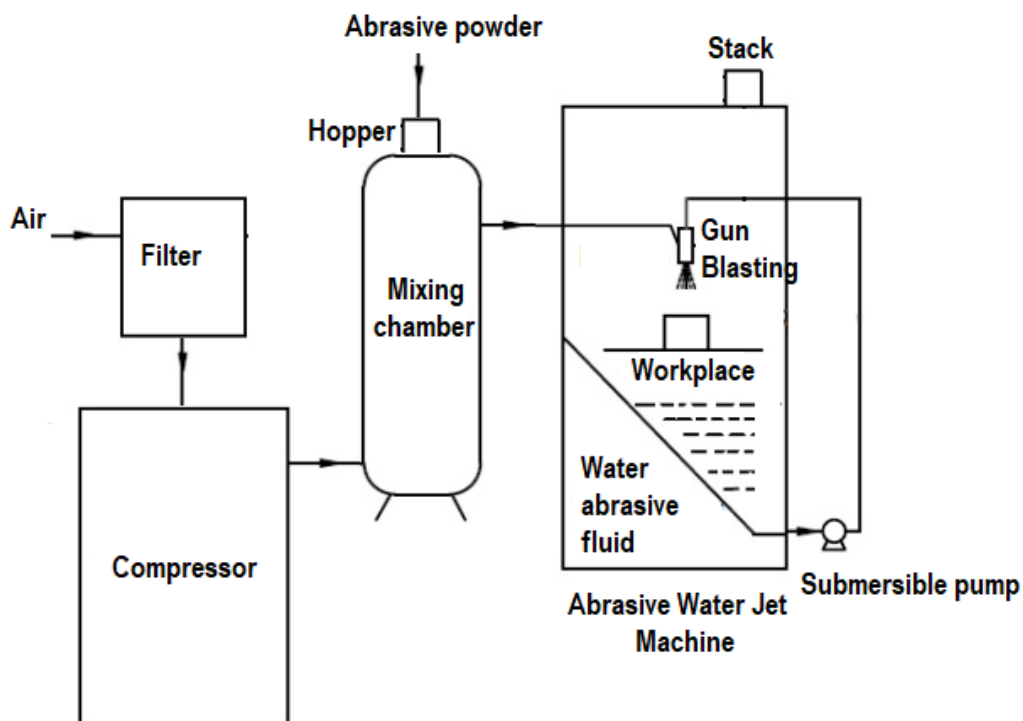 Abrasive powder
Stack
Hopper
Air
Filter
Gun
Blasting
Mixing
chamber
Workplace
Water
abrasive
fluid
Compressor
Submersible pump
Abrasive Water Jet
Machine